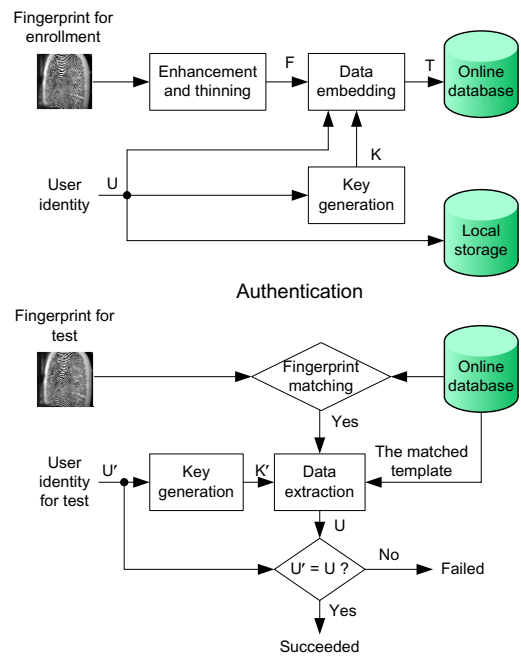 Fingerprint for
enrollment
Enhancement
and thinning
F
Data
embedding
T
Online
database
K
User
identity
U
Key
generation
Local
storage
Authentication
Fingerprint for
test
Fingerprint
matching
Online
database
Yes
The matched
template
User
identity
for test
U′
Key
generation
K′
Data
extraction
U
U′ = U ?
No
Failed
Yes
Succeeded